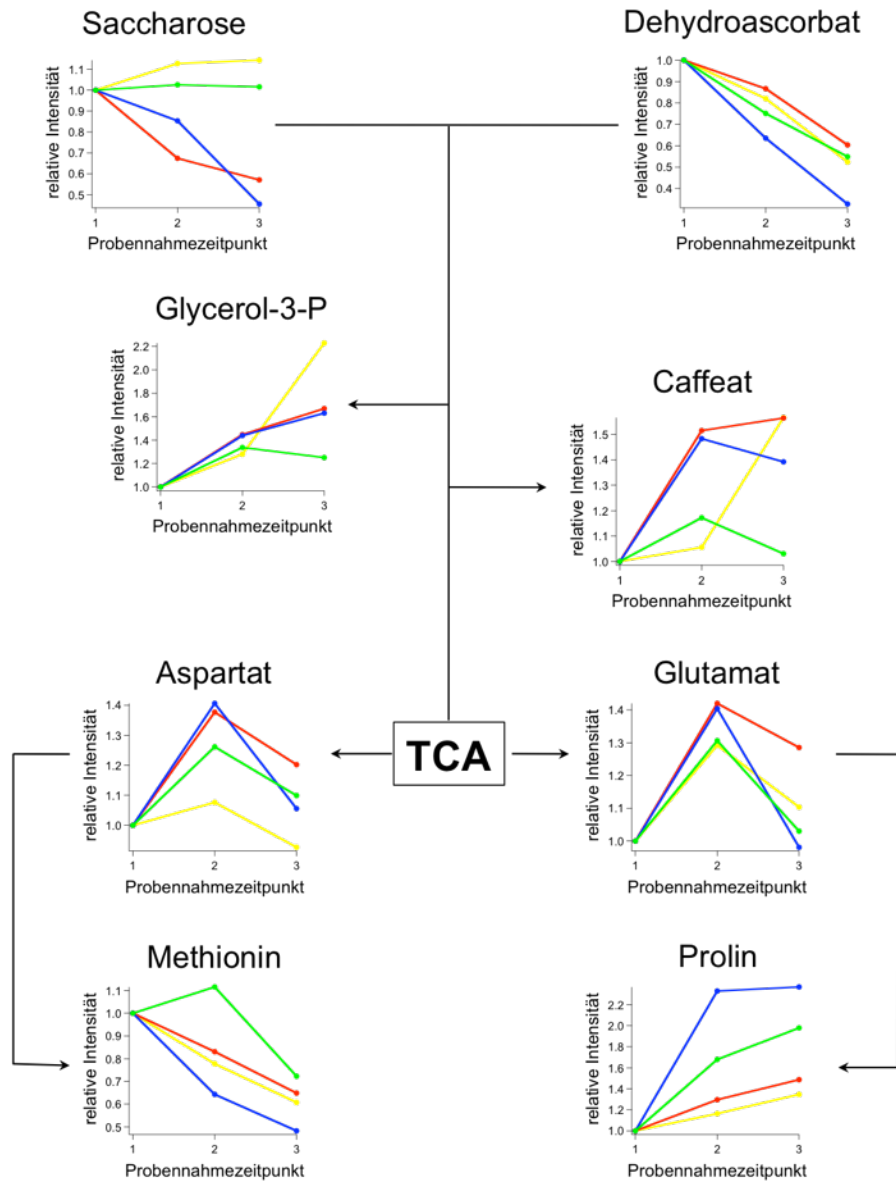 Saccharose
relative Intensität
1.1
1.0
0.9
0.8
0.7
0.6
0.5
1 2 3
Probennahmezeitpunkt
Dehydroascorbat
relative Intensität
1.0
0.9
0.8
0.7
0.6
0.5
0.4
1 2 3
Probennahmezeitpunkt
Glycerol-3-P
relative Intensität
2.2
2.0
1.8
1.6
1.4
1.2
1.0
1 2 3
Probennahmezeitpunkt
Caffeat
relative Intensität
1.5
1.4
1.3
1.2
1.1
1.0
1 2 3
Probennahmezeitpunkt
Aspartat
relative Intensität
1.4
1.3
1.2
1.1
1.0
1 2 3
Probennahmezeitpunkt
TCA
Glutamat
relative Intensität
1.4
1.3
1.2
1.1
1.0
1 2 3
Probennahmezeitpunkt
Methionin
relative Intensität
1.1
1.0
0.9
0.8
0.7
0.6
0.5
1 2 3
Probennahmezeitpunkt
Prolin
relative Intensität
2.2
2.0
1.8
1.6
1.4
1.2
1.0
1 2 3
Probennahmezeitpunkt